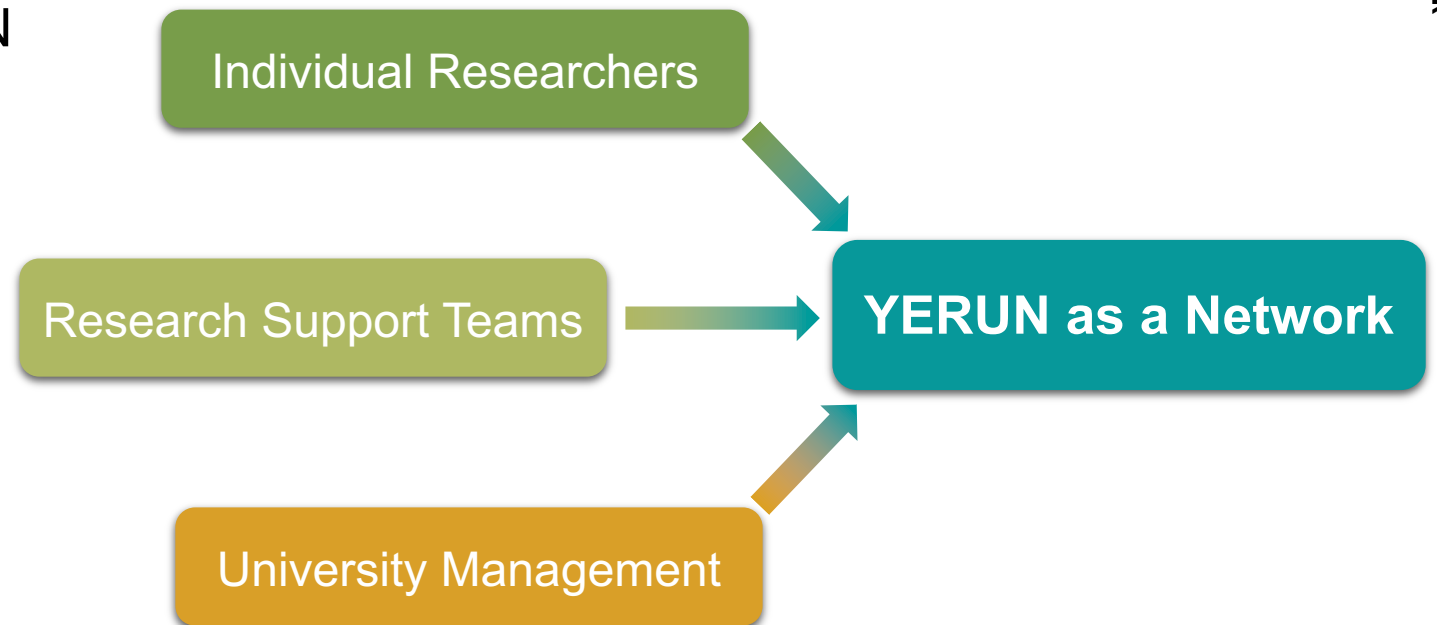 Individual Researchers
Research Support Teams
YERUN as a Network
University Management